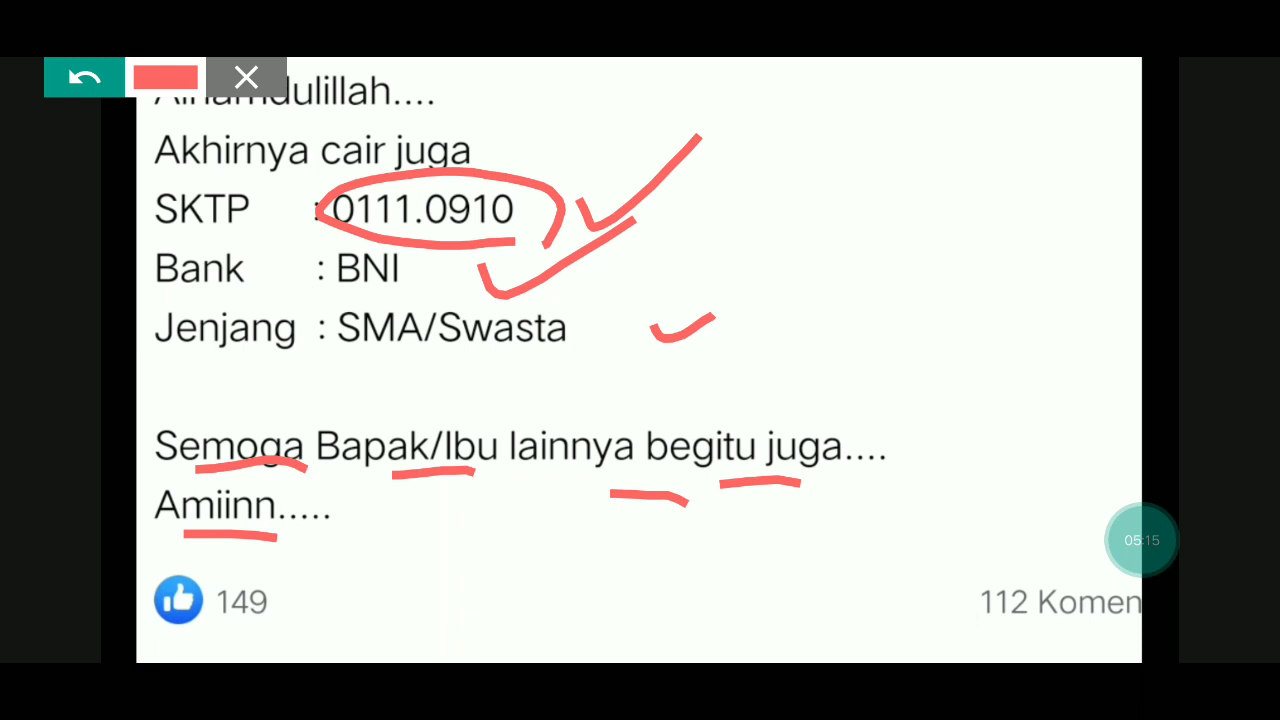 Alhamdulillah....
Akhirnya cair juga
SKTP : 0111.0910
Bank : BNI
Jenjang : SMA/Swasta
Semoga Bapak/Ibu lainnya begitu juga....
Amiinn.....
149 112 Komen
05:15